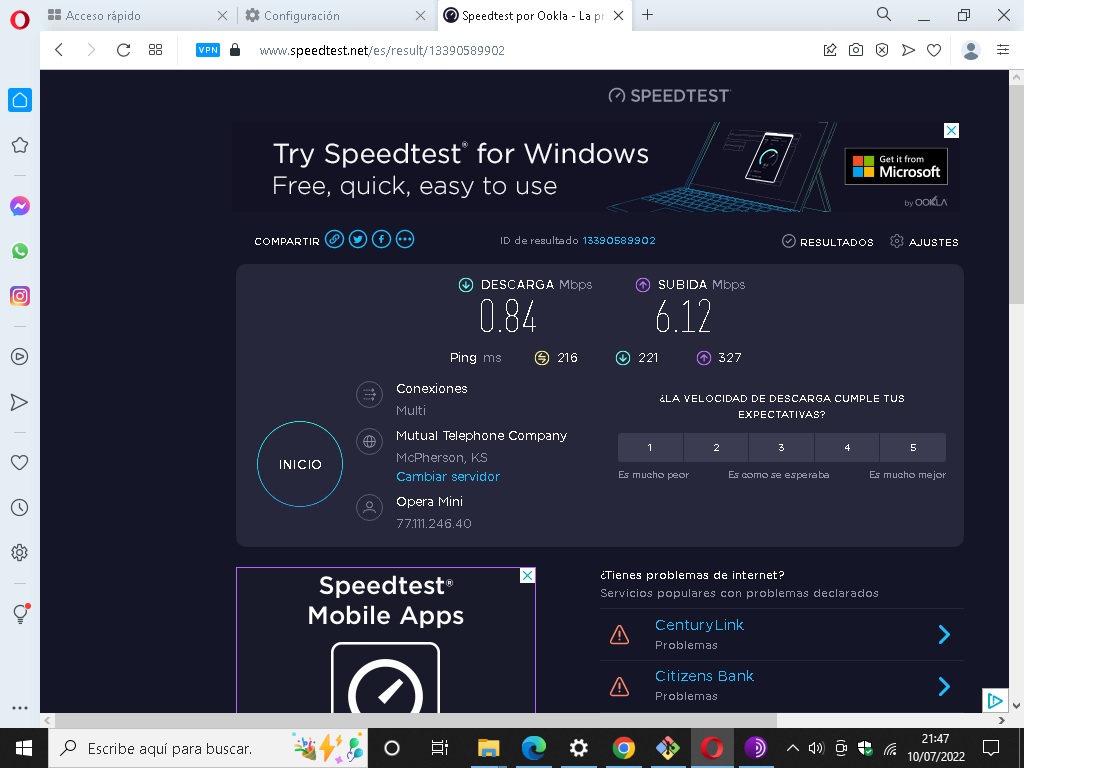 Acceso rápido
Configuración
Speedtest por Ookla - La pr
VPN
www.speedtest.net/es/result/13390589902
SPEEDTEST
Try Speedtest® for Windows
Free, quick, easy to use
Get it from
Microsoft
by OOKLA
COMPARTIR
ID de resultado 13390589902
RESULTADOS
AJUSTES
DESCARGA Mbps
SUBIDA Mbps
0.84
6.12
Ping ms
216
221
327
Conexiones
Multi
Mutual Telephone Company
McPherson, KS
Cambiar servidor
Opera Mini
77.111.246.40
INICIO
¿LA VELOCIDAD DE DESCARGA CUMPLE TUS
EXPECTATIVAS?
1 2 3 4 5
Es mucho peor
Es como se esperaba
Es mucho mejor
Speedtest®
Mobile Apps
¿Tienes problemas de internet?
Servicios populares con problemas declarados
CenturyLink
Problemas
Citizens Bank
Problemas
Escribe aquí para buscar.
21:47
10/07/2022